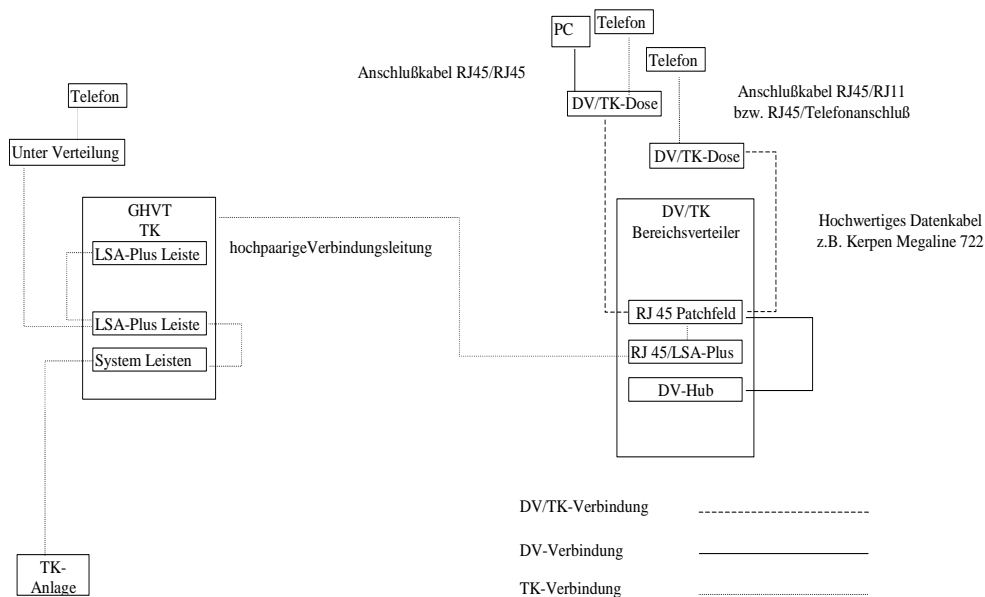 PC
Telefon
Telefon
Anschlußkabel RJ45/RJ45
Anschlußkabel RJ45/RJ11
bzw. RJ45/Telefonanschluß
Telefon
DV/TK-Dose
Unter Verteilung
DV/TK-Dose
GHVT
TK
LSA-Plus Leiste
hochpaarigeVerbindungsleitung
DV/TK
Bereichsverteiler
Hochwertiges Datenkabel
z.B. Kerpen Megaline 722
LSA-Plus Leiste
System Leisten
RJ 45 Patchfeld
RJ 45/LSA-Plus
DV-Hub
DV/TK-Verbindung
DV-Verbindung
TK-Verbindung
TK-
Anlage